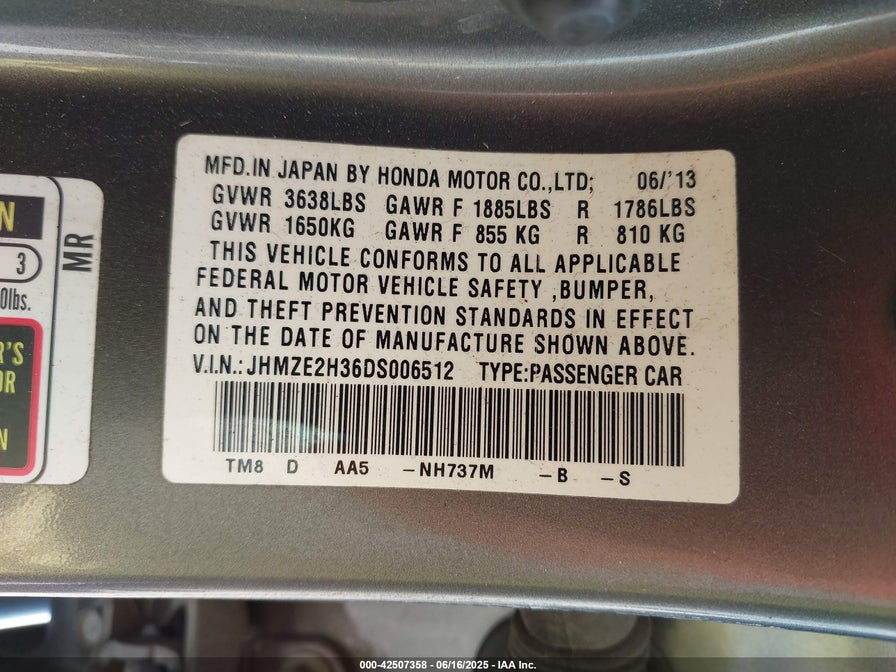 MFD.IN JAPAN BY HONDA MOTOR CO.,LTD; 06/'13
GVWR 3638LBS GAWR F 1885LBS R 1786LBS
GVWR 1650KG GAWR F 855 KG R 810 KG
THIS VEHICLE CONFORMS TO ALL APPLICABLE
FEDERAL MOTOR VEHICLE SAFETY ,BUMPER,
AND THEFT PREVENTION STANDARDS IN EFFECT
ON THE DATE OF MANUFACTURE SHOWN ABOVE.
V.I.N.: JHMZE2H36DS006512 TYPE:PASSENGER CAR
TM8 D AA5 -NH737M -B -S
N
3
0lbs.
MR
R'S
OR
N
000-42507358 - 06/16/2025 - IAA Inc.